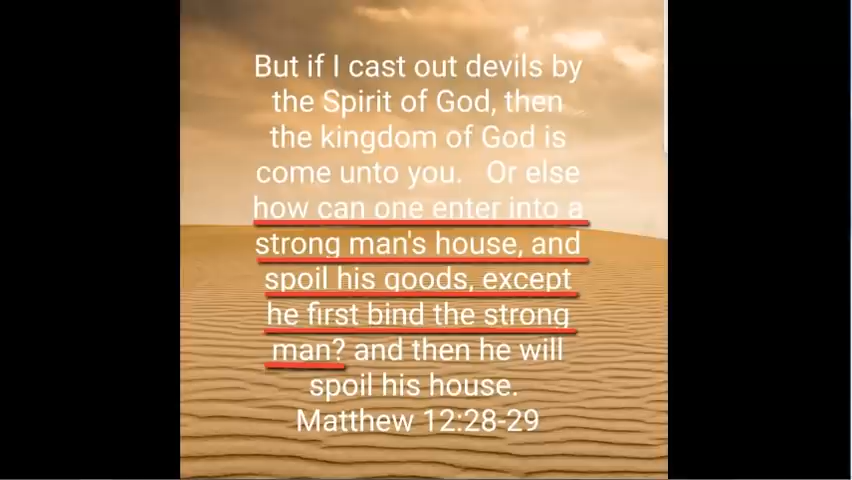 But if I cast out devils by
the Spirit of God, then
the kingdom of God is
come unto you. Or else
how can one enter into a
strong man's house, and
spoil his goods, except
he first bind the strong
man? and then he will
spoil his house.
Matthew 12:28-29